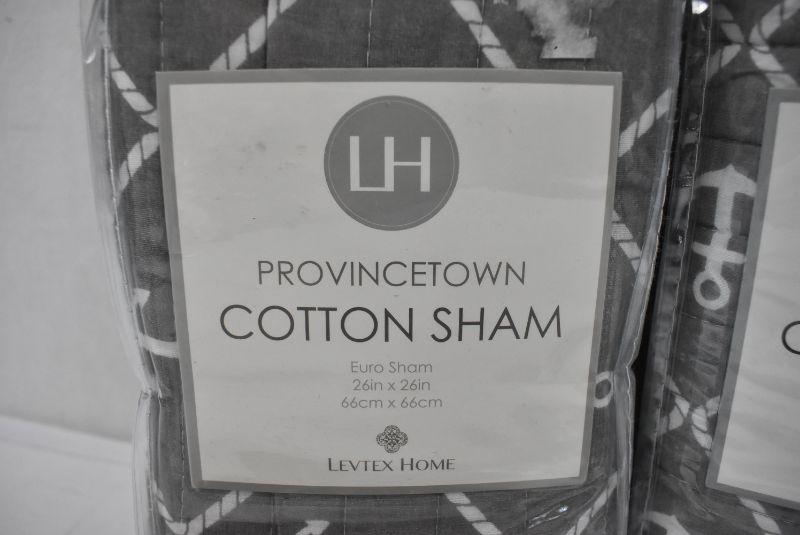 LH
PROVINCETOWN
COTTON SHAM
Euro Sham
26in x 26in
66cm x 66cm
LEVTEX HOME
C